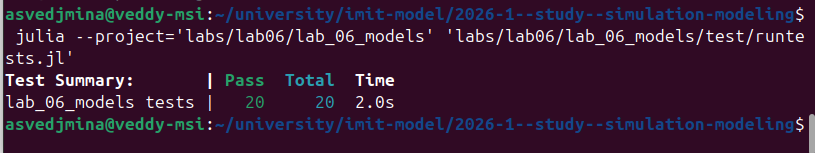 asvedjmina@veddy-msi:~/university/imit-model/2026-1--study--simulation-modeling$
julia --project='labs/lab06/lab_06_models' 'labs/lab06/lab_06_models/test/runte
sts.jl'
Test Summary:       | Pass  Total  Time
lab_06_models tests |   20     20  2.0s
asvedjmina@veddy-msi:~/university/imit-model/2026-1--study--simulation-modeling$